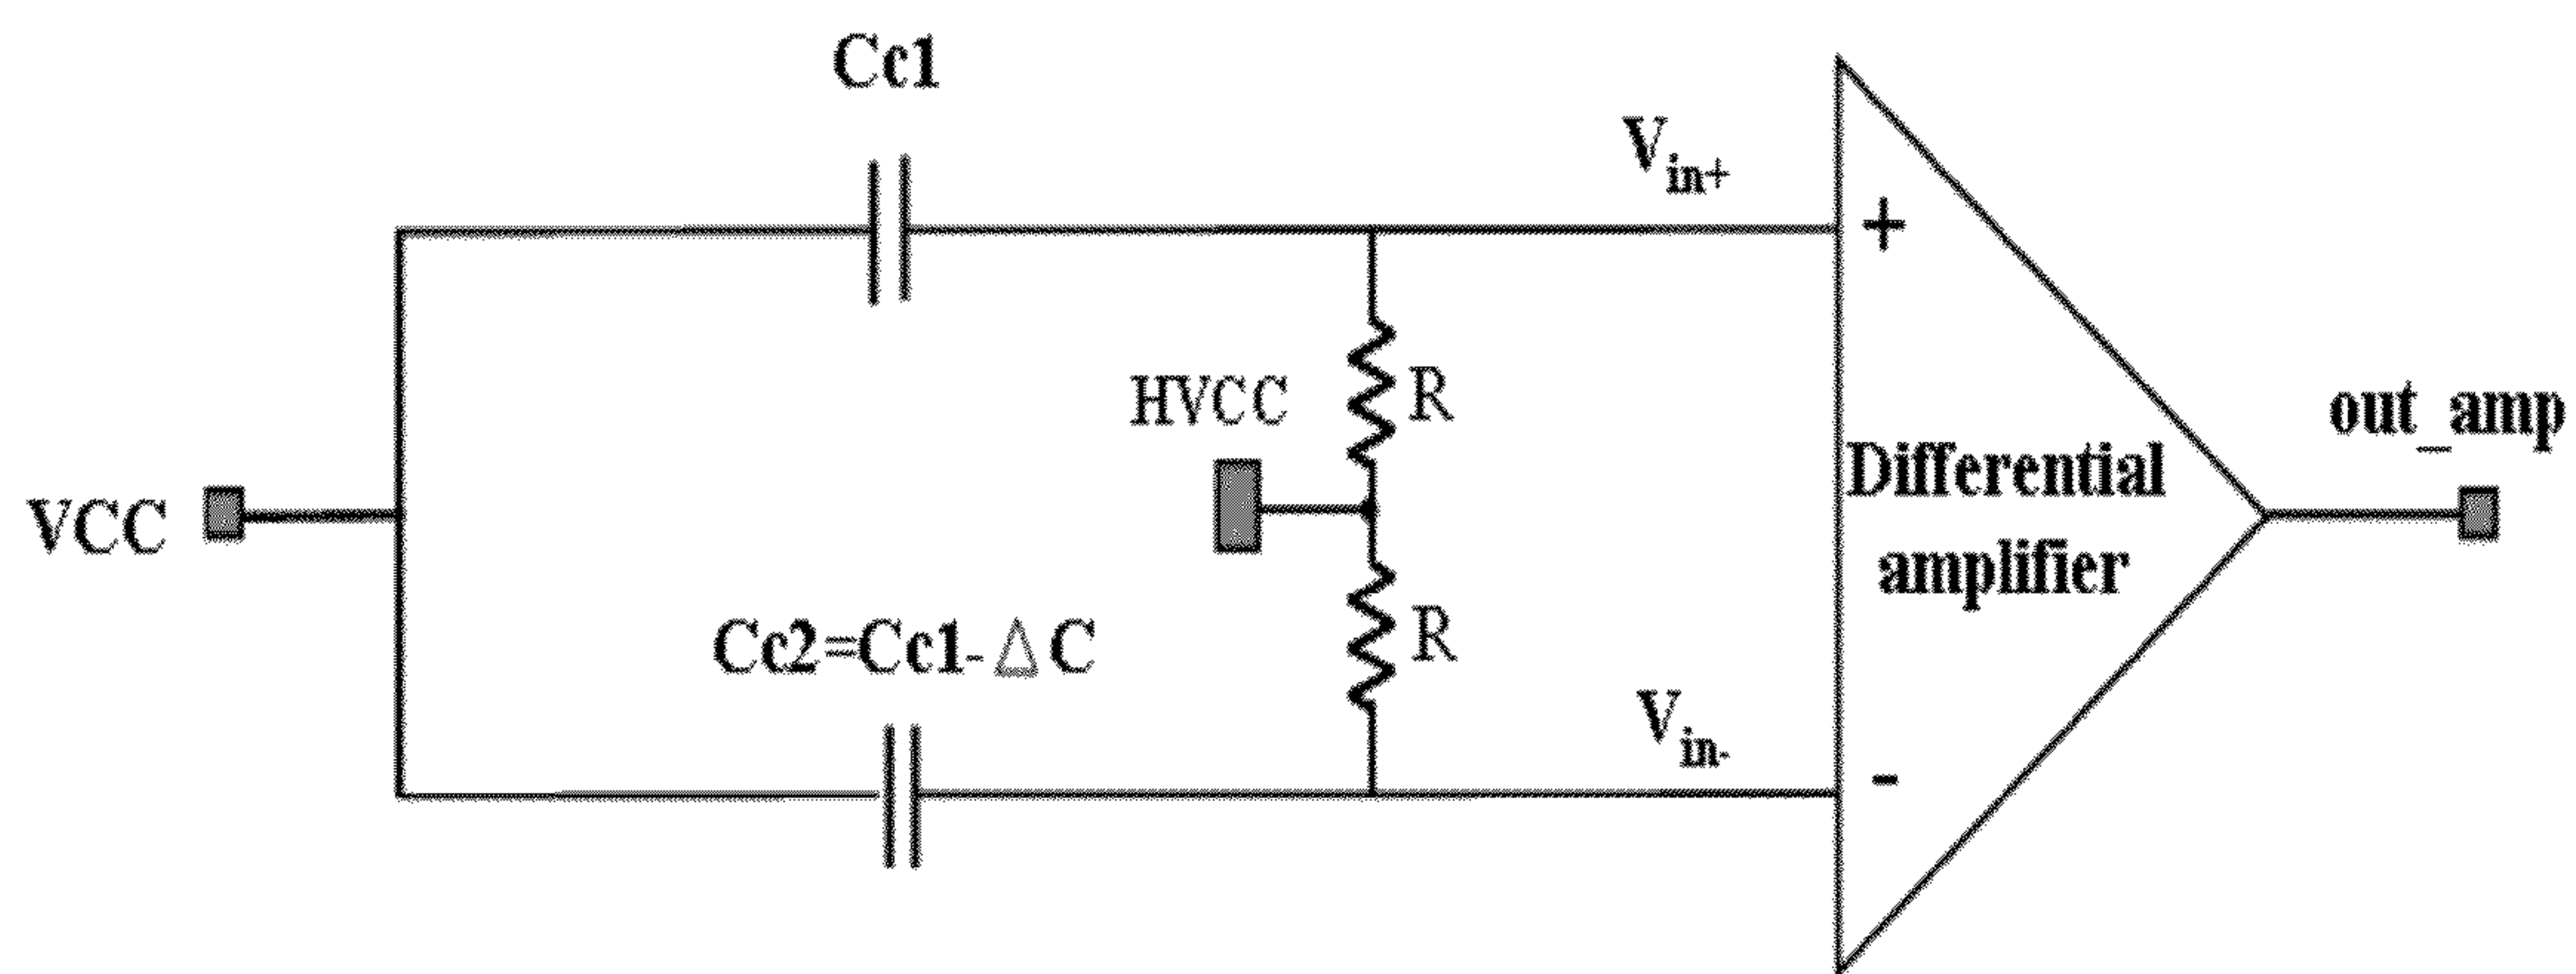 Cc1
Vin+
+
HVCC
R
out_amp
Differential
amplifier
VCC
Cc2=Cc1-ΔC
R
Vin-
-